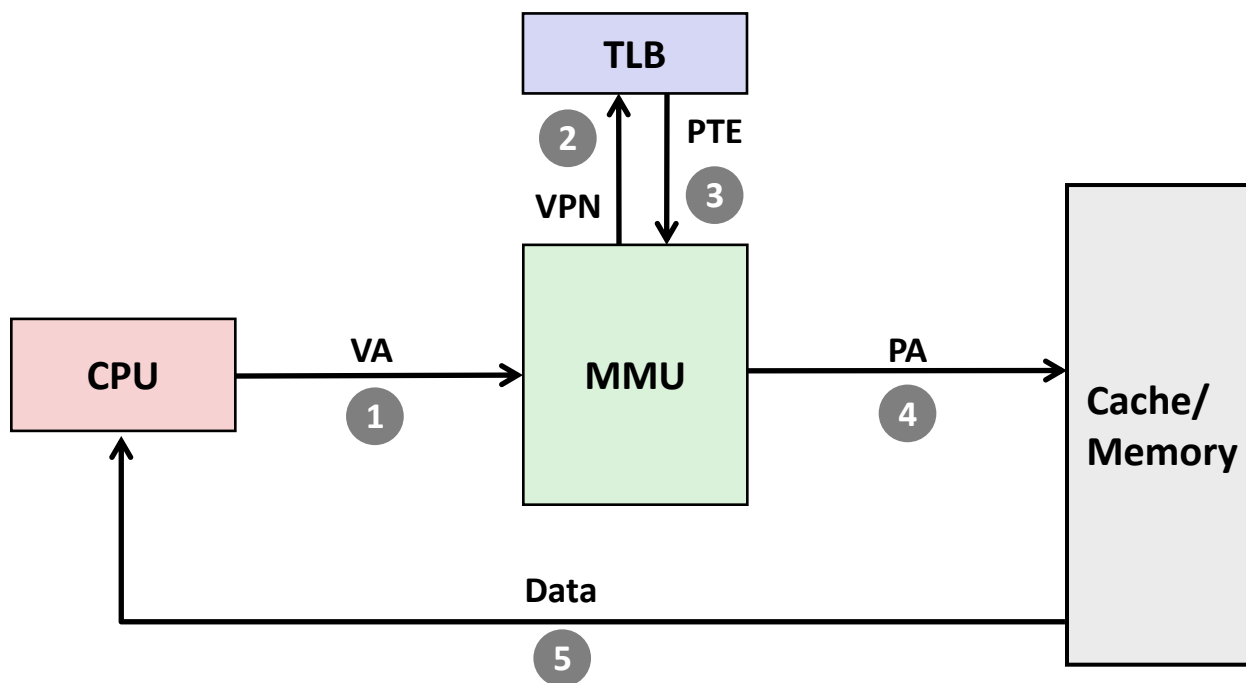 TLB
2
PTE
VPN
3
CPU
VA
1
MMU
PA
4
Cache/
Memory
Data
5